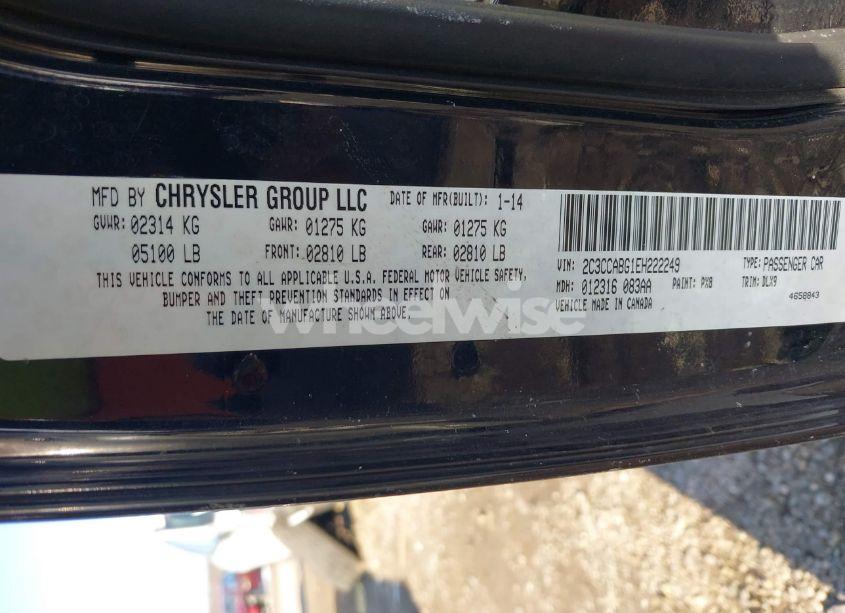 MFD BY CHRYSLER GROUP LLC DATE OF MFR(BUILT): 1-14
GVWR: 02314 KG GAWR: 01275 KG GAWR: 01275 KG
05100 LB FRONT: 02810 LB REAR: 02810 LB
THIS VEHICLE CONFORMS TO ALL APPLICABLE U.S.A. FEDERAL MOTOR VEHICLE SAFETY,
BUMPER AND THEFT PREVENTION STANDARDS IN EFFECT ON
THE DATE OF MANUFACTURE SHOWN ABOVE.
VIN: 2C3CCABG1EH222249 TYPE: PASSENGER CAR
MDH: 012316 083AA PAINT: PX8 TRIM: DLX9
VEHICLE MADE IN CANADA 4658843
wheelwise